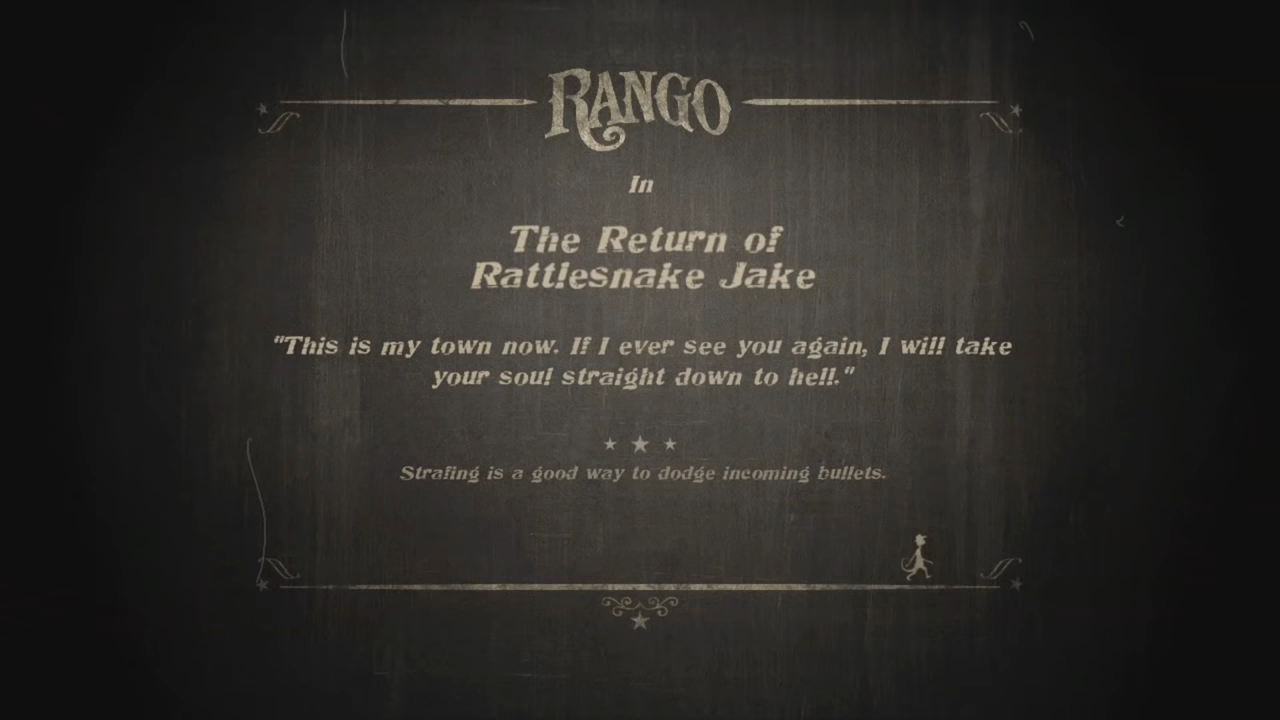 RANGO
In
The Return of
Rattlesnake Jake
"This is my town now. If I ever see you again, I will take
your soul straight down to hell."
Strafing is a good way to dodge incoming bullets.